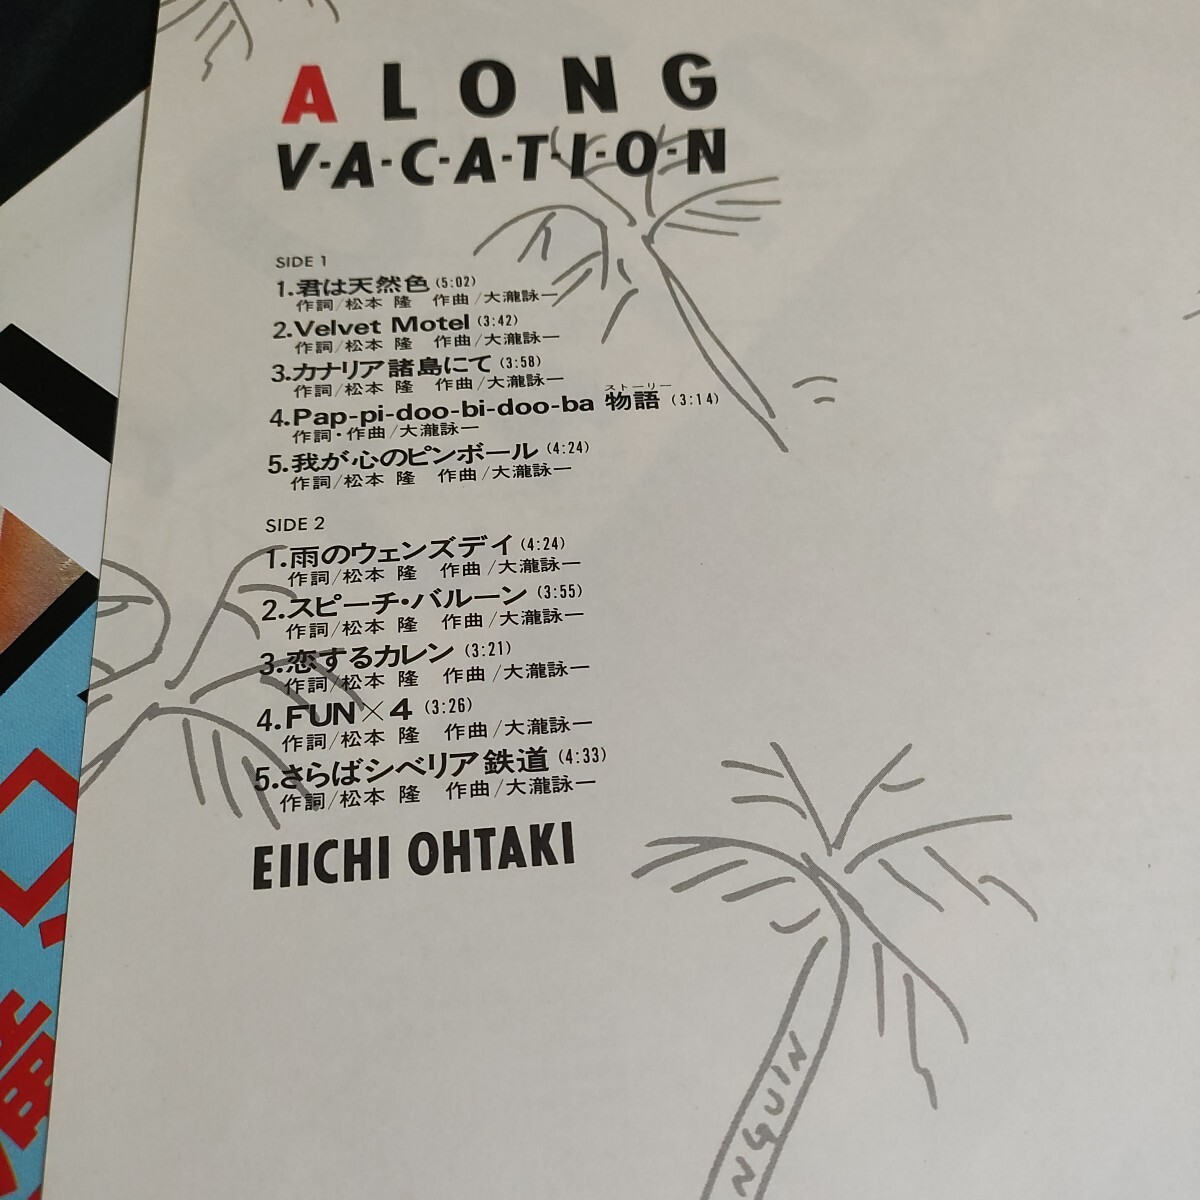 A LONG
V·A·C·A·T·I·O·N
SIDE 1
1.君は天然色(5:02)
作詞/松本 隆 作曲/大瀧詠一
2.Velvet Motel(3:42)
作詞/松本 隆 作曲/大瀧詠一
3.カナリア諸島にて(3:58)
作詞/松本 隆 作曲/大瀧詠一
ストーリー
4.Pap-pi-doo-bi-doo-ba 物語(3:14)
作詞・作曲/大瀧詠一
5.我が心のピンボール(4:24)
作詞/松本 隆 作曲/大瀧詠一
SIDE 2
1.雨のウェンズデイ(4:24)
作詞/松本 隆 作曲/大瀧詠一
2.スピーチ・バルーン(3:55)
作詞/松本 隆 作曲/大瀧詠一
3.恋するカレン(3:21)
作詞/松本 隆 作曲/大瀧詠一
4.FUN×4(3:26)
作詞/松本 隆 作曲/大瀧詠一
5.さらばシベリア鉄道(4:33)
作詞/松本 隆 作曲/大瀧詠一
EIICHI OHTAKI
NGUIN